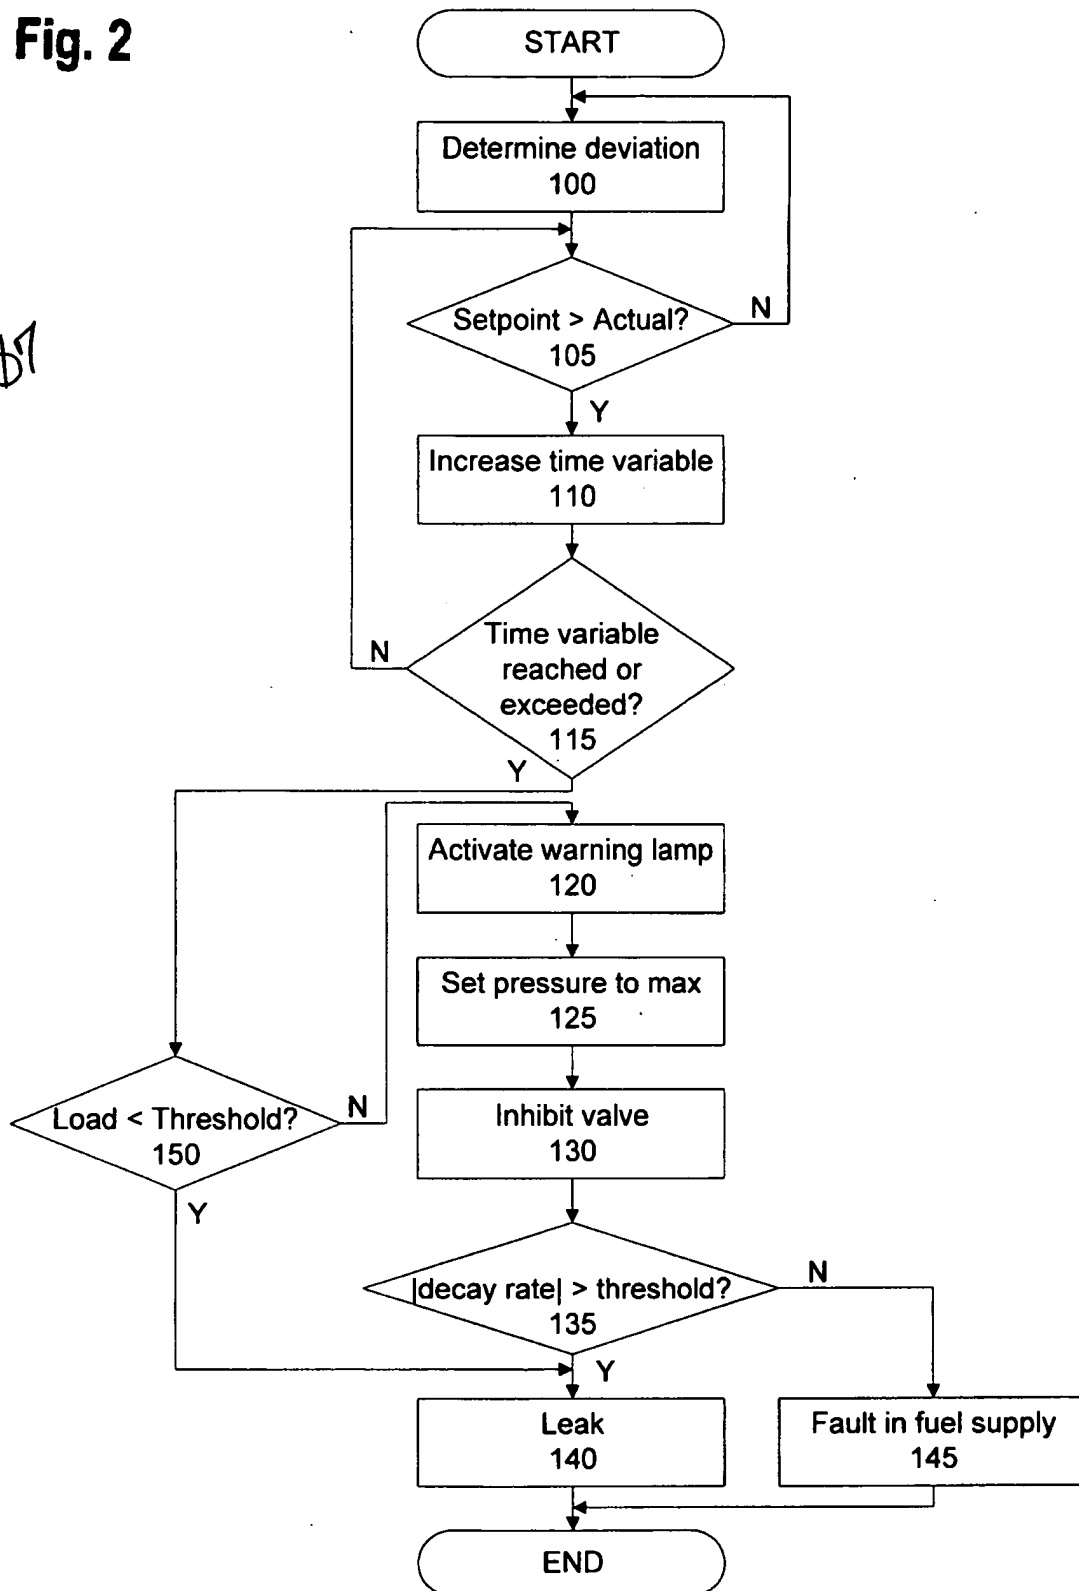 Fig. 2
START
Determine deviation
100
Setpoint > Actual?
105
N
Y
Increase time variable
110
Time variable
reached or
exceeded?
115
N
Y
Activate warning lamp
120
Set pressure to max
125
Inhibit valve
130
Load < Threshold?
150
N
Y
|decay rate| > threshold?
135
N
Y
Leak
140
Fault in fuel supply
145
END